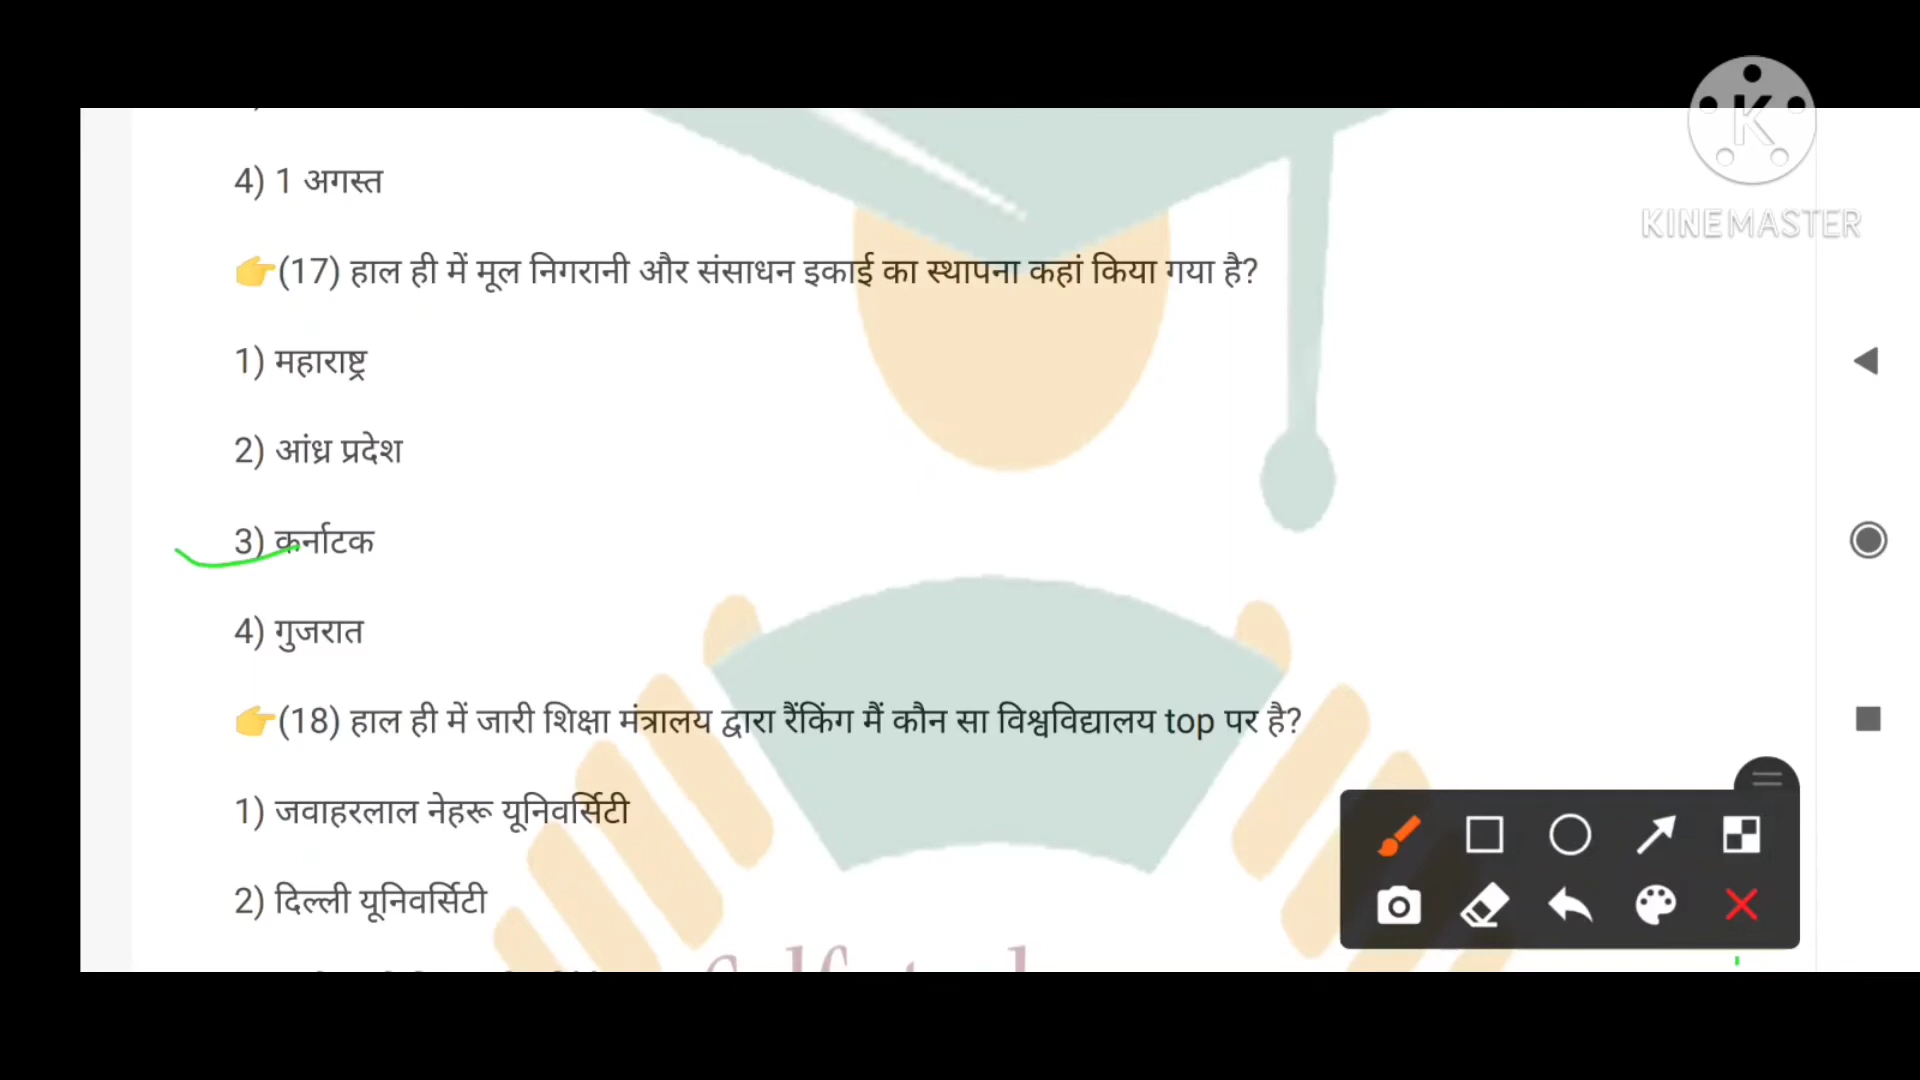 KINEMASTER
4) 1 अगस्त
👉(17) हाल ही में मूल निगरानी और संसाधन इकाई का स्थापना कहां किया गया है?
1) महाराष्ट्र
2) आंध्र प्रदेश
3) कर्नाटक
4) गुजरात
👉(18) हाल ही में जारी शिक्षा मंत्रालय द्वारा रैंकिंग मैं कौन सा विश्वविद्यालय top पर है?
1) जवाहरलाल नेहरू यूनिवर्सिटी
2) दिल्ली यूनिवर्सिटी